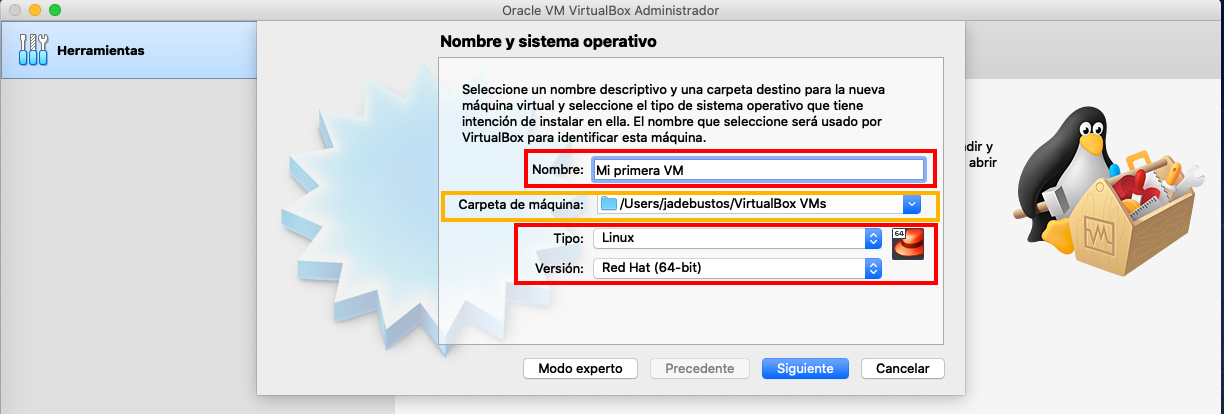 Oracle VM VirtualBox Administrador
Herramientas
Nombre y sistema operativo
Seleccione un nombre descriptivo y una carpeta destino para la nueva
máquina virtual y seleccione el tipo de sistema operativo que tiene
intención de instalar en ella. El nombre que seleccione será usado por
VirtualBox para identificar esta máquina.
Nombre: Mi primera VM
Carpeta de máquina: /Users/jadebustos/VirtualBox VMs
Tipo: Linux
64
Versión: Red Hat (64-bit)
dir y
abrir
Modo experto Precedente Siguiente Cancelar